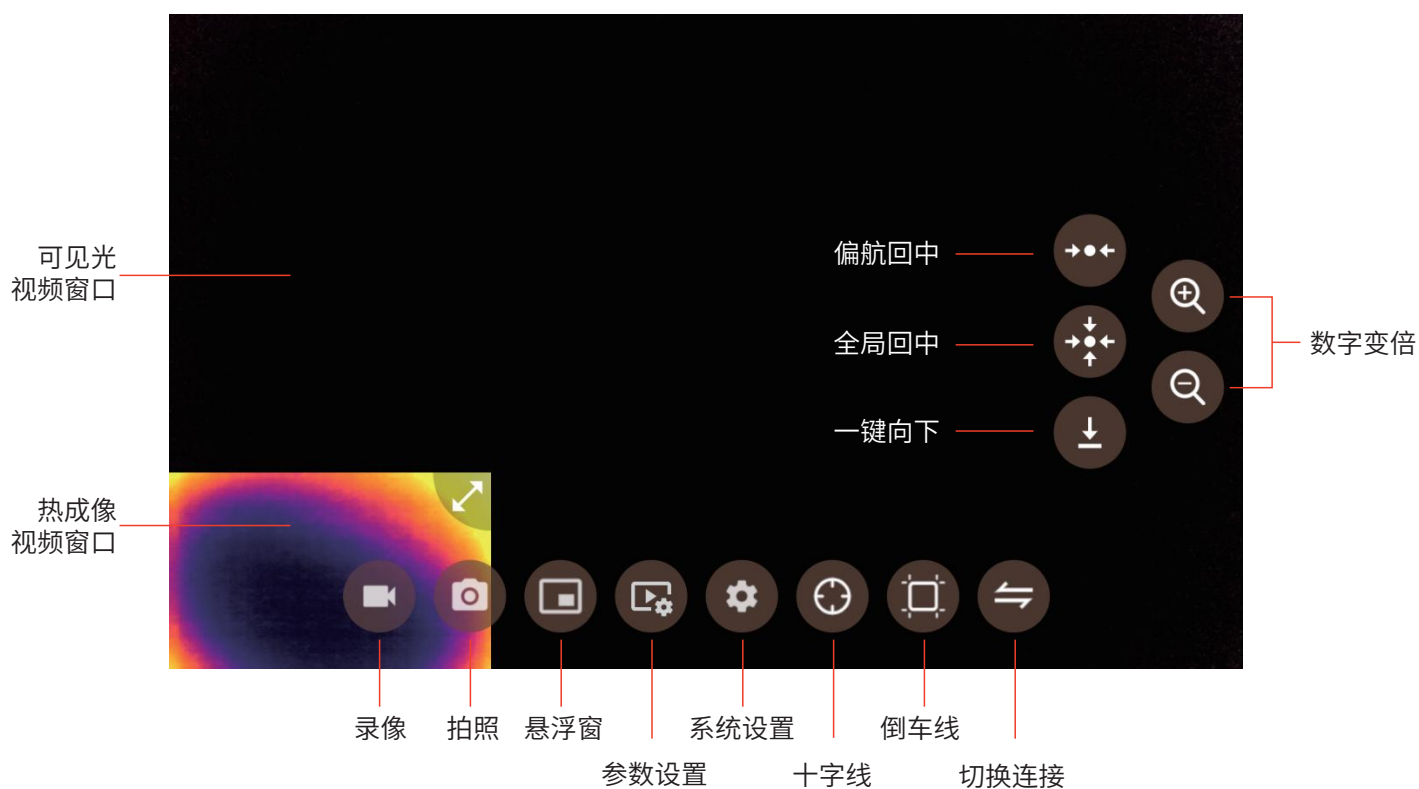 偏航回中
可见光
视频窗口
全局回中
数字变倍
一键向下
热成像
视频窗口
录像
拍照
悬浮窗
系统设置
倒车线
参数设置
十字线
切换连接